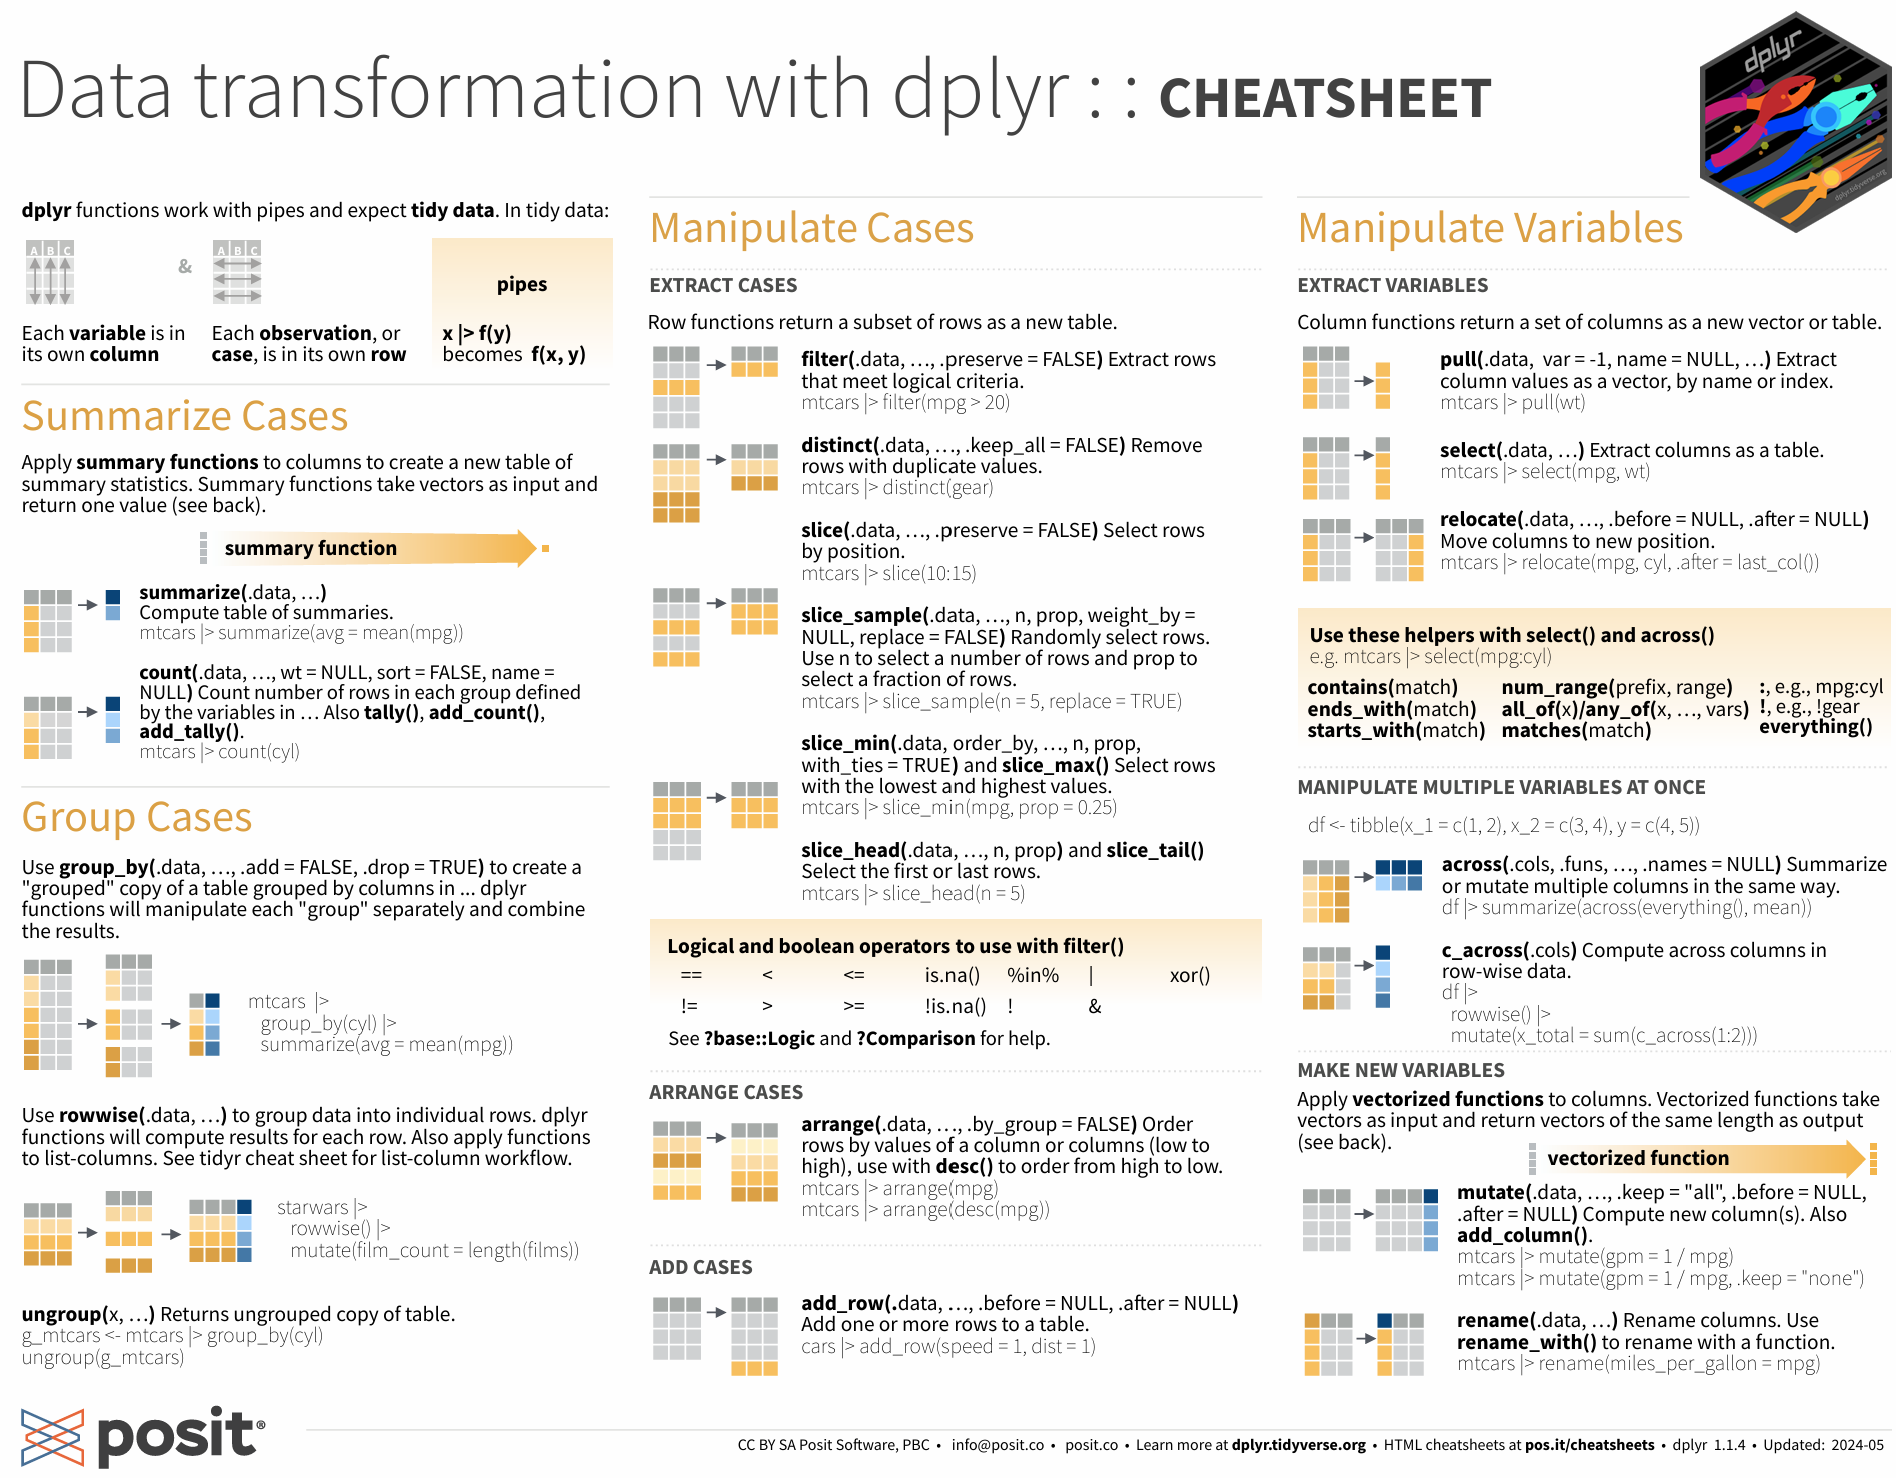 Data transformation with dplyr : : CHEATSHEET
dplyr
dplyr.tidyverse.org
dplyr functions work with pipes and expect tidy data. In tidy data:
A B C
&
A B C
pipes
Each variable is in
its own column
Each observation, or
case, is in its own row
x |> f(y)
becomes f(x, y)
Summarize Cases
Apply summary functions to columns to create a new table of
summary statistics. Summary functions take vectors as input and
return one value (see back).
summary function
summarize(.data, …)
Compute table of summaries.
mtcars |> summarize(avg = mean(mpg))
count(.data, …, wt = NULL, sort = FALSE, name =
NULL) Count number of rows in each group defined
by the variables in … Also tally(), add_count(),
add_tally().
mtcars |> count(cyl)
Group Cases
Use group_by(.data, …, .add = FALSE, .drop = TRUE) to create a
"grouped" copy of a table grouped by columns in ... dplyr
functions will manipulate each "group" separately and combine
the results.
mtcars |>
group_by(cyl) |>
summarize(avg = mean(mpg))
Use rowwise(.data, …) to group data into individual rows. dplyr
functions will compute results for each row. Also apply functions
to list-columns. See tidyr cheat sheet for list-column workflow.
starwars |>
rowwise() |>
mutate(film_count = length(films))
ungroup(x, …) Returns ungrouped copy of table.
g_mtcars <- mtcars |> group_by(cyl)
ungroup(g_mtcars)
Manipulate Cases
EXTRACT CASES
Row functions return a subset of rows as a new table.
filter(.data, …, .preserve = FALSE) Extract rows
that meet logical criteria.
mtcars |> filter(mpg > 20)
distinct(.data, …, .keep_all = FALSE) Remove
rows with duplicate values.
mtcars |> distinct(gear)
slice(.data, …, .preserve = FALSE) Select rows
by position.
mtcars |> slice(10:15)
slice_sample(.data, …, n, prop, weight_by =
NULL, replace = FALSE) Randomly select rows.
Use n to select a number of rows and prop to
select a fraction of rows.
mtcars |> slice_sample(n = 5, replace = TRUE)
slice_min(.data, order_by, …, n, prop,
with_ties = TRUE) and slice_max() Select rows
with the lowest and highest values.
mtcars |> slice_min(mpg, prop = 0.25)
slice_head(.data, …, n, prop) and slice_tail()
Select the first or last rows.
mtcars |> slice_head(n = 5)
Logical and boolean operators to use with filter()
== < <= is.na() %in% | xor()
!= > >= !is.na() ! &
See ?base::Logic and ?Comparison for help.
ARRANGE CASES
arrange(.data, …, .by_group = FALSE) Order
rows by values of a column or columns (low to
high), use with desc() to order from high to low.
mtcars |> arrange(mpg)
mtcars |> arrange(desc(mpg))
ADD CASES
add_row(.data, …, .before = NULL, .after = NULL)
Add one or more rows to a table.
cars |> add_row(speed = 1, dist = 1)
Manipulate Variables
EXTRACT VARIABLES
Column functions return a set of columns as a new vector or table.
pull(.data, var = -1, name = NULL, …) Extract
column values as a vector, by name or index.
mtcars |> pull(wt)
select(.data, …) Extract columns as a table.
mtcars |> select(mpg, wt)
relocate(.data, …, .before = NULL, .after = NULL)
Move columns to new position.
mtcars |> relocate(mpg, cyl, .after = last_col())
Use these helpers with select() and across()
e.g. mtcars |> select(mpg:cyl)
contains(match) num_range(prefix, range) :, e.g., mpg:cyl
ends_with(match) all_of(x)/any_of(x, …, vars) !, e.g., !gear
starts_with(match) matches(match) everything()
MANIPULATE MULTIPLE VARIABLES AT ONCE
df <- tibble(x_1 = c(1, 2), x_2 = c(3, 4), y = c(4, 5))
across(.cols, .funs, …, .names = NULL) Summarize
or mutate multiple columns in the same way.
df |> summarize(across(everything(), mean))
c_across(.cols) Compute across columns in
row-wise data.
df |>
rowwise() |>
mutate(x_total = sum(c_across(1:2)))
MAKE NEW VARIABLES
Apply vectorized functions to columns. Vectorized functions take
vectors as input and return vectors of the same length as output
(see back).
vectorized function
mutate(.data, …, .keep = "all", .before = NULL,
.after = NULL) Compute new column(s). Also
add_column().
mtcars |> mutate(gpm = 1 / mpg)
mtcars |> mutate(gpm = 1 / mpg, .keep = "none")
rename(.data, …) Rename columns. Use
rename_with() to rename with a function.
mtcars |> rename(miles_per_gallon = mpg)
posit®
CC BY SA Posit Software, PBC • info@posit.co • posit.co • Learn more at dplyr.tidyverse.org • HTML cheatsheets at pos.it/cheatsheets • dplyr 1.1.4 • Updated: 2024-05